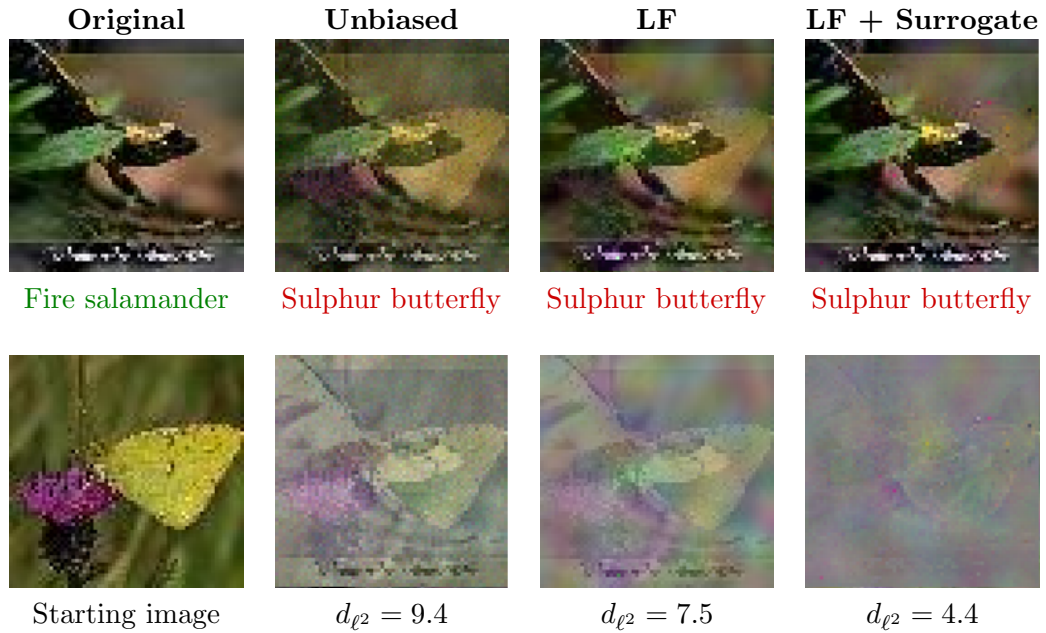 Original Unbiased LF LF + Surrogate
Fire salamander Sulphur butterfly Sulphur butterfly Sulphur butterfly
Starting image dℓ2 = 9.4 dℓ2 = 7.5 dℓ2 = 4.4